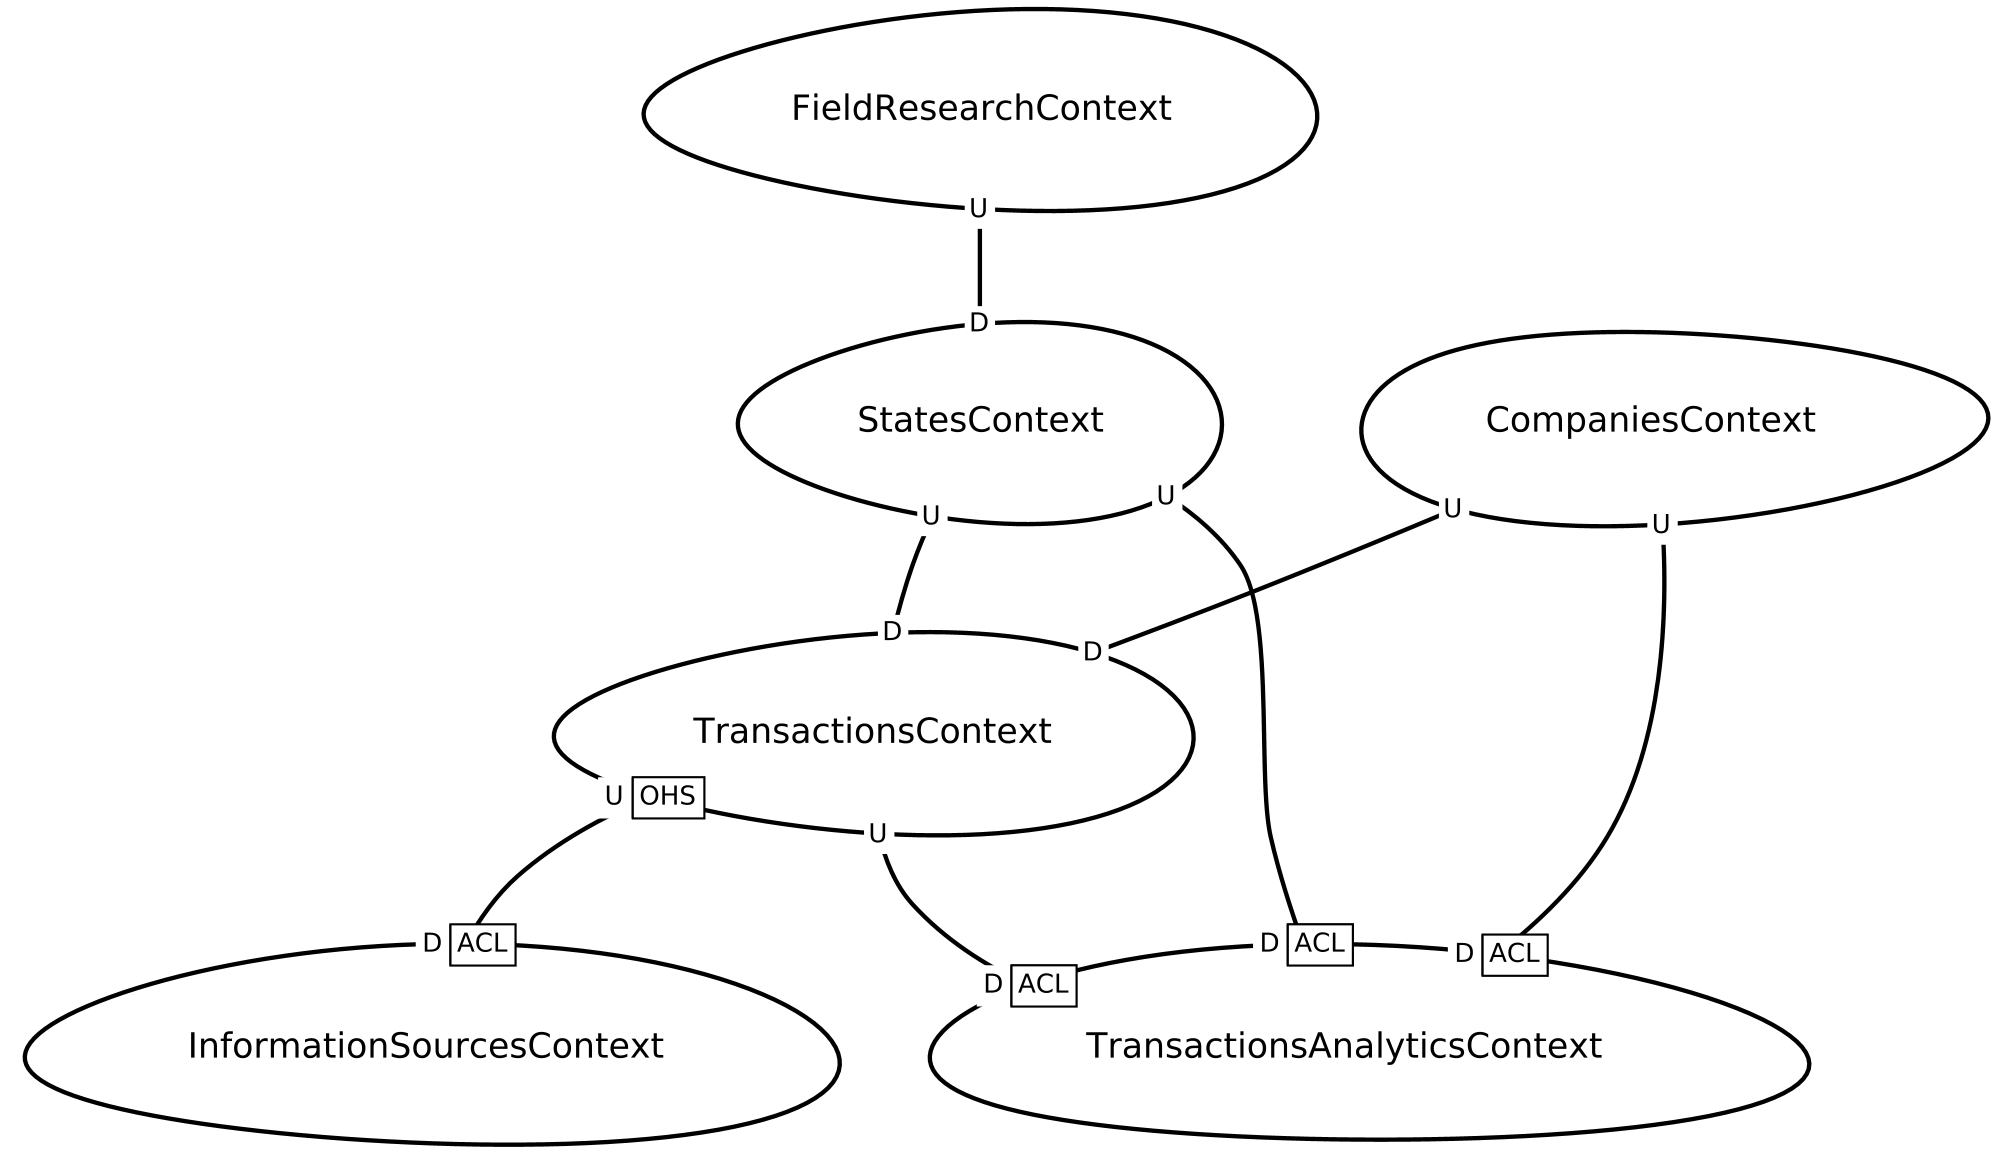 FieldResearchContext
U
D
StatesContext
CompaniesContext
U
U
U
U
D
D
TransactionsContext
U OHS
U
D ACL
D ACL
D ACL
D ACL
InformationSourcesContext
TransactionsAnalyticsContext